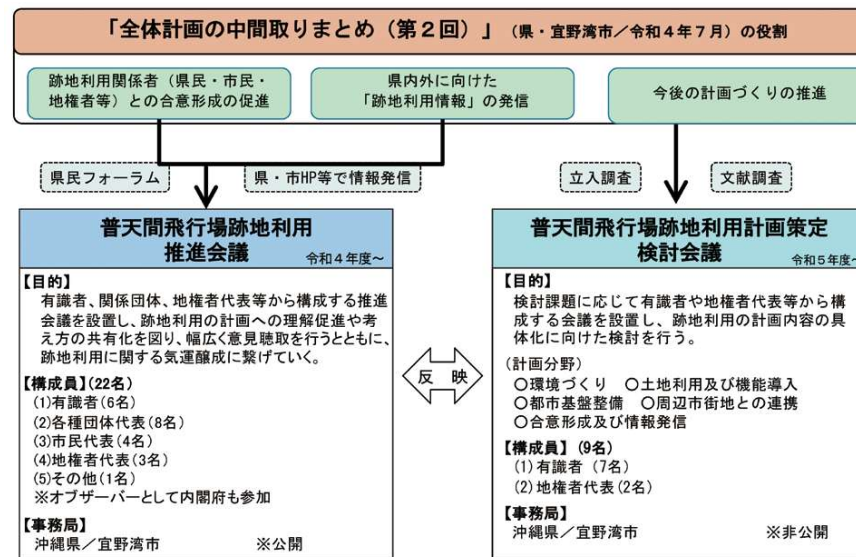 「全体計画の中間取りまとめ（第２回）」（県・宜野湾市／令和４年７月）の役割
跡地利用関係者（県民・市民・
地権者等）との合意形成の促進
県内外に向けた
「跡地利用情報」の発信
今後の計画づくりの推進
県民フォーラム
県・市HP等で情報発信
立入調査
文献調査
普天間飛行場跡地利用
推進会議
令和４年度～
【目的】
有識者、関係団体、地権者代表等から構成する推進
会議を設置し、跡地利用の計画への理解促進や考
え方の共有化を図り、幅広く意見聴取を行うとともに、
跡地利用に関する気運醸成に繋げていく。
【構成員】(22名)
(1)有識者(6名)
(2)各種団体代表(8名)
(3)市民代表(4名)
(4)地権者代表(3名)
(5)その他(1名)
※オブザーバーとして内閣府も参加
【事務局】
沖縄県／宜野湾市 ※公開
反 映
普天間飛行場跡地利用計画策定
検討会議
令和５年度～
【目的】
検討課題に応じて有識者や地権者代表等から構
成する会議を設置し、跡地利用の計画内容の具
体化に向けた検討を行う。
(計画分野)
○環境づくり ○土地利用及び機能導入
○都市基盤整備 ○周辺市街地との連携
○合意形成及び情報発信
【構成員】(9名)
(1)有識者 (7名)
(2)地権者代表(2名)
【事務局】
沖縄県／宜野湾市 ※非公開